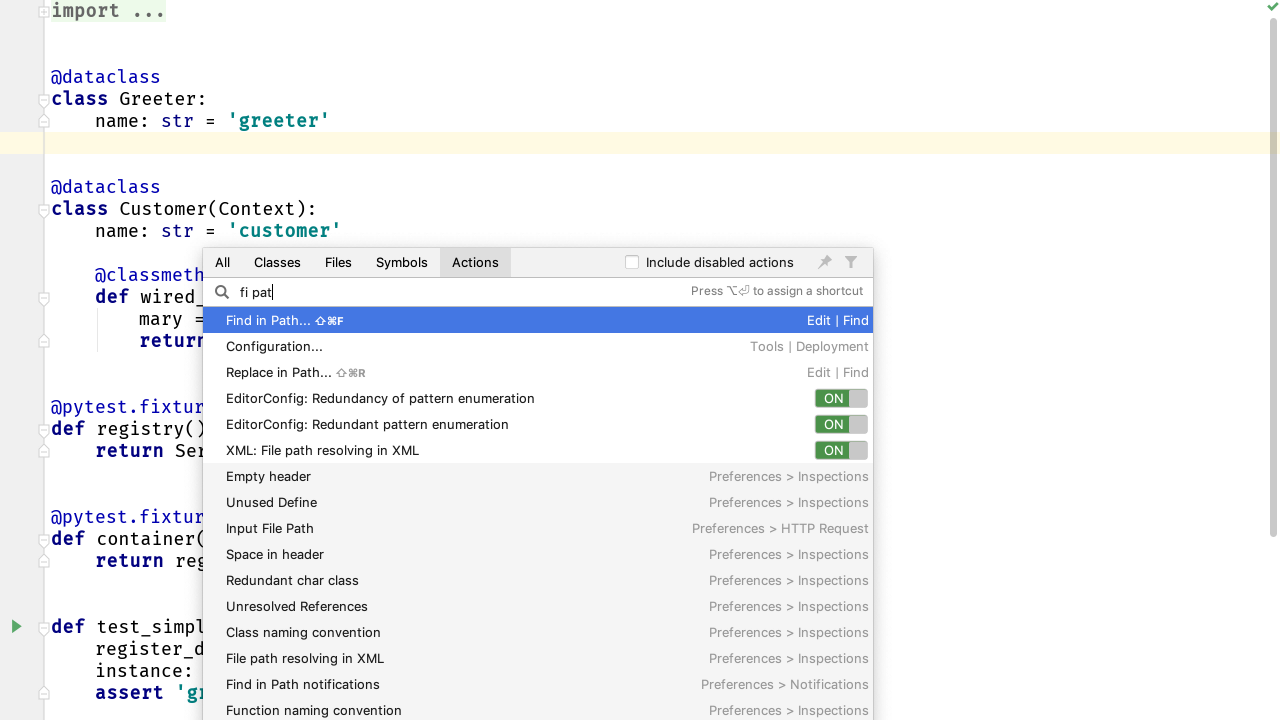 import ...
@dataclass
class Greeter:
name: str = 'greeter'
@dataclass
class Customer(Context):
name: str = 'customer'
@classmeth
def wired_
mary =
return
@pytest.fixtur
def registry()
return Ser
@pytest.fixtur
def container(
return reg
def test_simpl
register_d
instance:
assert 'gr
All Classes Files Symbols Actions Include disabled actions
fi pat Press ⌥⏎ to assign a shortcut
Find in Path... ⇧⌘F Edit | Find
Configuration... Tools | Deployment
Replace in Path... ⇧⌘R Edit | Find
EditorConfig: Redundancy of pattern enumeration ON
EditorConfig: Redundant pattern enumeration ON
XML: File path resolving in XML ON
Empty header Preferences > Inspections
Unused Define Preferences > Inspections
Input File Path Preferences > HTTP Request
Space in header Preferences > Inspections
Redundant char class Preferences > Inspections
Unresolved References Preferences > Inspections
Class naming convention Preferences > Inspections
File path resolving in XML Preferences > Inspections
Find in Path notifications Preferences > Notifications
Function naming convention Preferences > Inspections